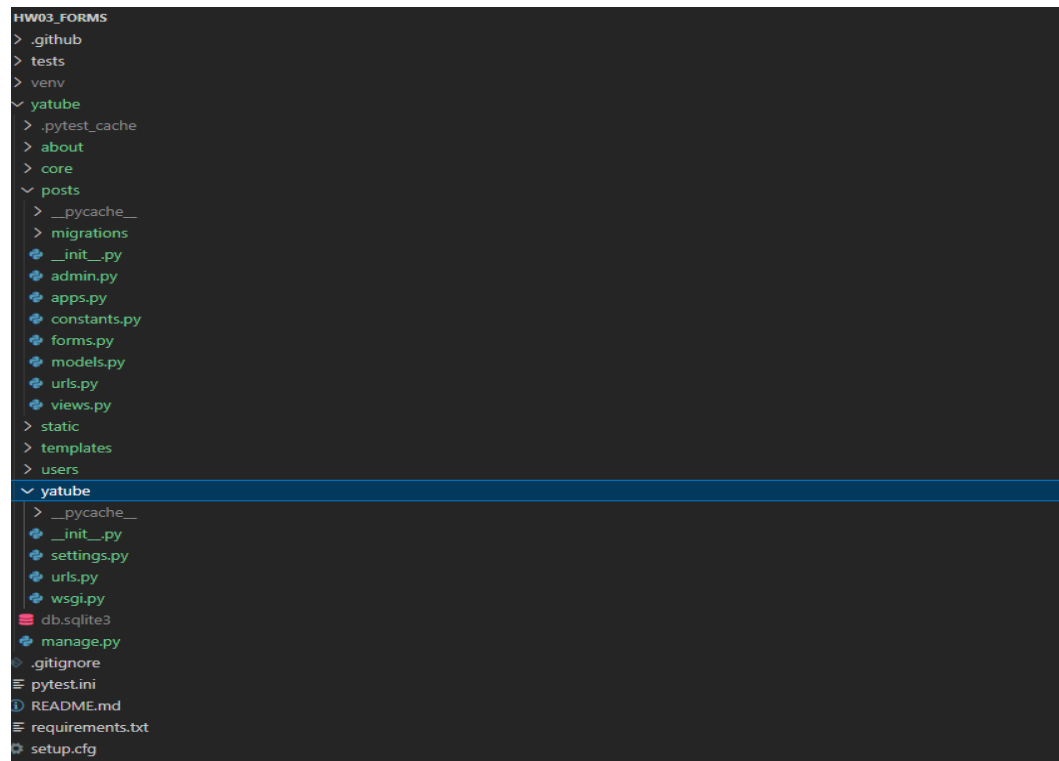 HW03_FORMS
.github
tests
venv
yatube
.pytest_cache
about
core
posts
__pycache__
migrations
__init__.py
admin.py
apps.py
constants.py
forms.py
models.py
urls.py
views.py
static
templates
users
yatube
__pycache__
__init__.py
settings.py
urls.py
wsgi.py
db.sqlite3
manage.py
.gitignore
pytest.ini
README.md
requirements.txt
setup.cfg